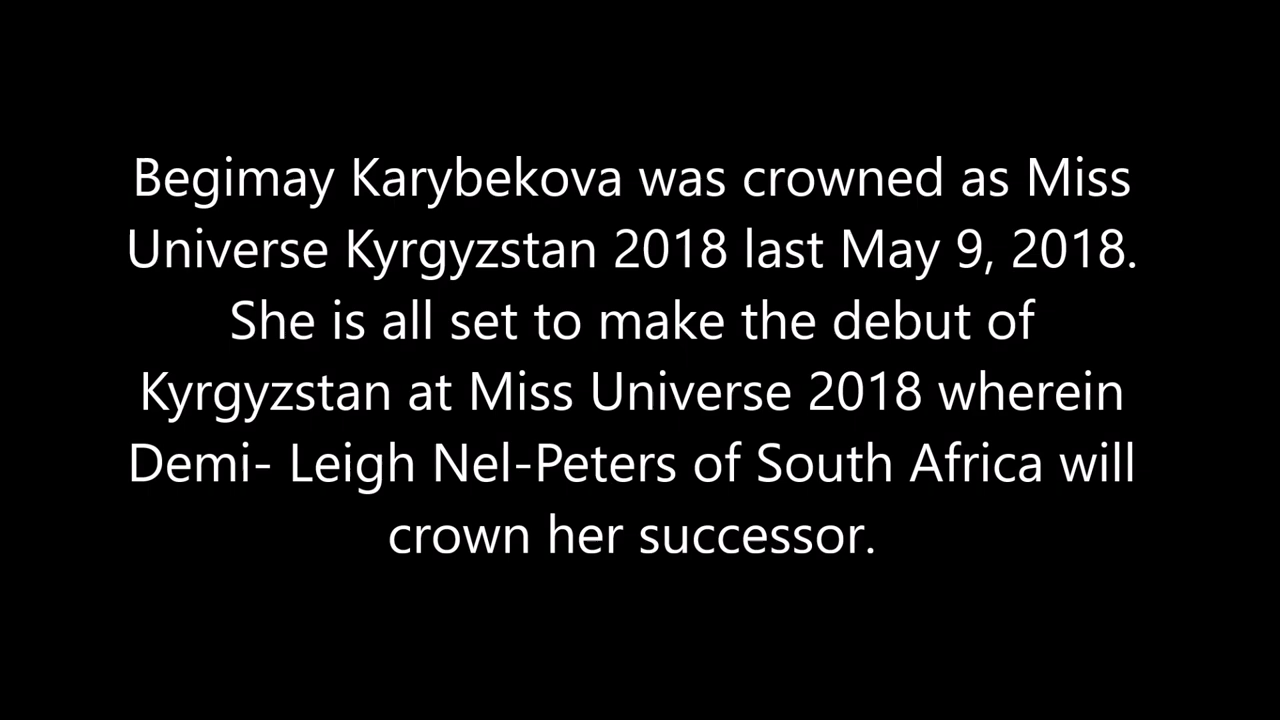 Begimay Karybekova was crowned as Miss
Universe Kyrgyzstan 2018 last May 9, 2018.
She is all set to make the debut of
Kyrgyzstan at Miss Universe 2018 wherein
Demi- Leigh Nel-Peters of South Africa will
crown her successor.